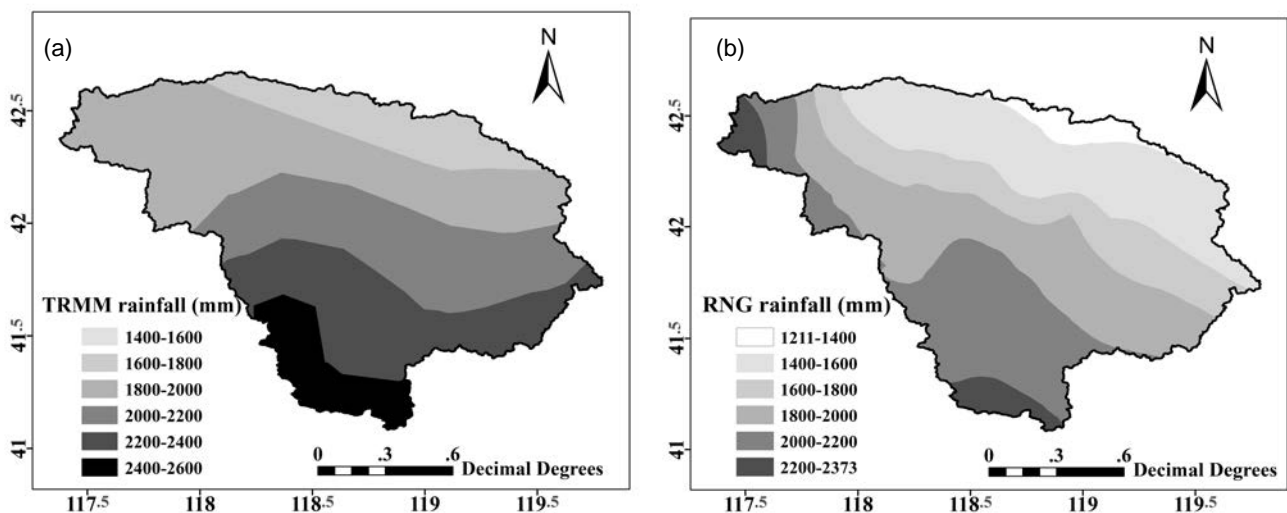 (a)
N
42.5
42
41.5
41
TRMM rainfall (mm)
1400-1600
1600-1800
1800-2000
2000-2200
2200-2400
2400-2600
0 .3 .6
Decimal Degrees
117.5 118 118.5 119 119.5
(b)
N
42.5
42
41.5
41
RNG rainfall (mm)
1211-1400
1400-1600
1600-1800
1800-2000
2000-2200
2200-2373
0 .3 .6
Decimal Degrees
117.5 118 118.5 119 119.5